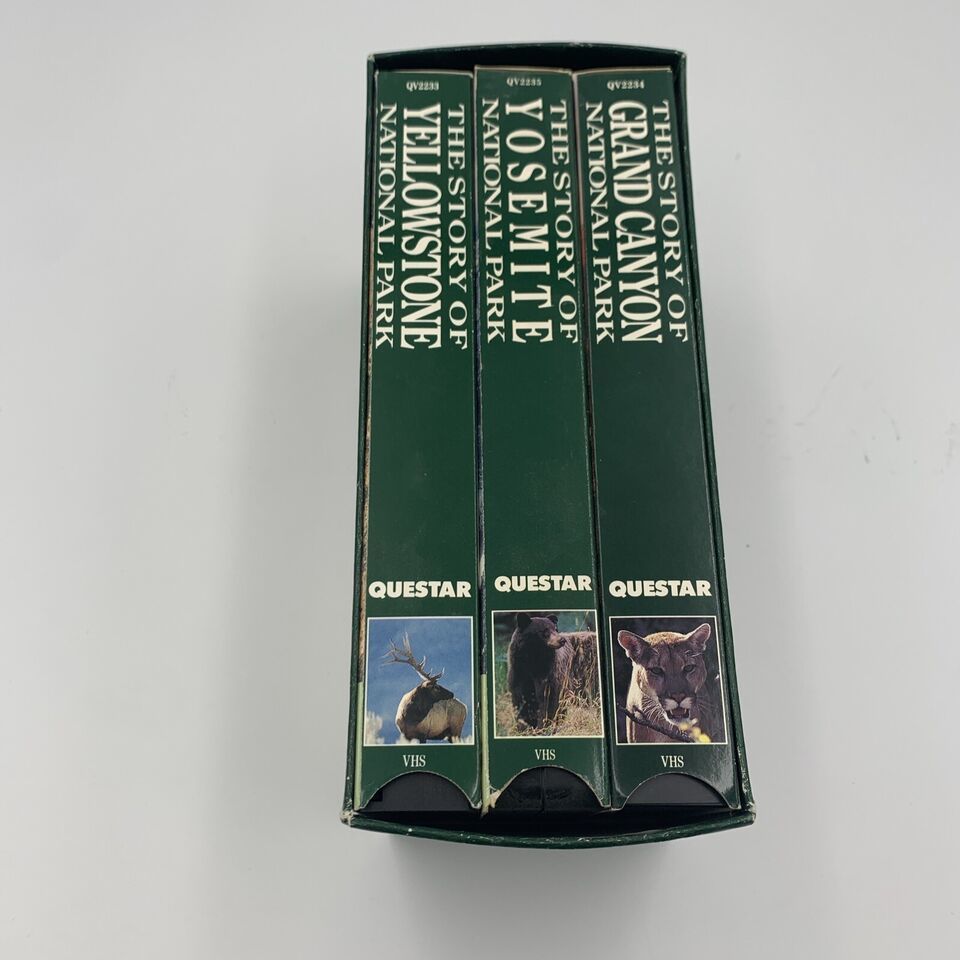 QV2233
THE STORY OF
YELLOWSTONE
NATIONAL PARK
QUESTAR
VHS
QV2235
THE STORY OF
YOSEMITE
NATIONAL PARK
QUESTAR
VHS
QV2234
THE STORY OF
GRAND CANYON
NATIONAL PARK
QUESTAR
VHS